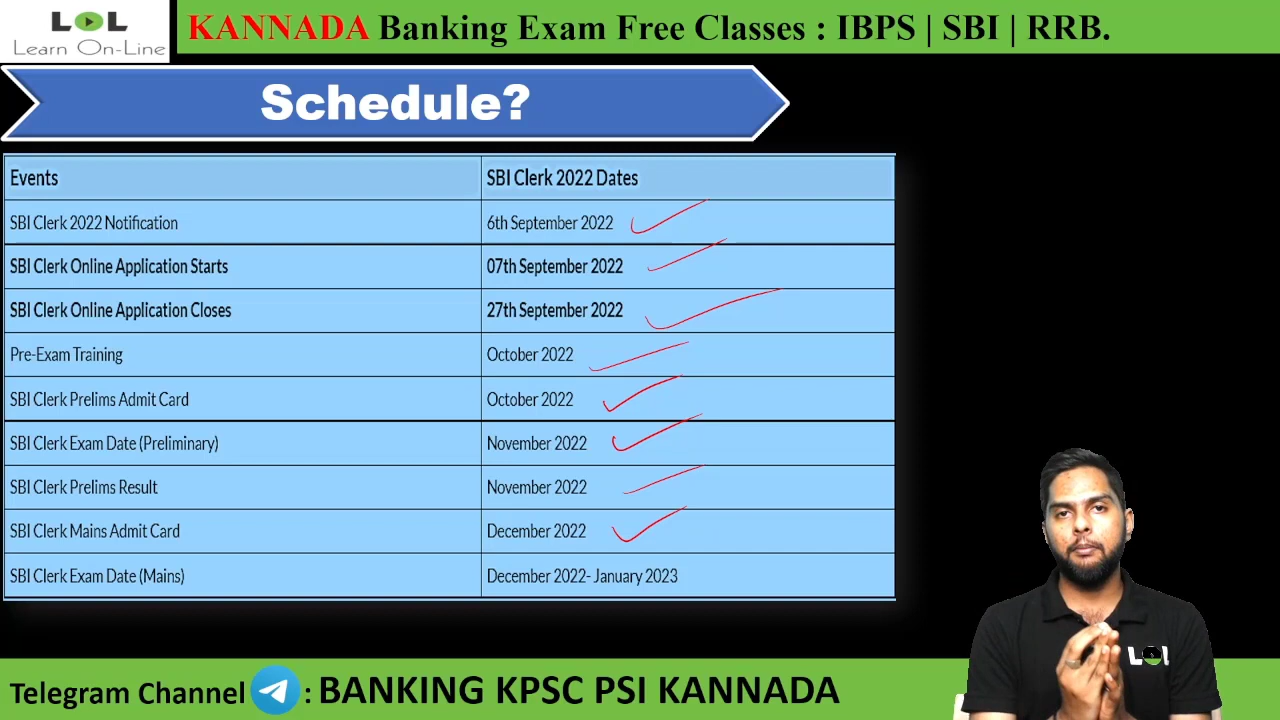 LOL
Learn On-Line
KANNADA Banking Exam Free Classes : IBPS | SBI | RRB.
Schedule?
Events SBI Clerk 2022 Dates
SBI Clerk 2022 Notification 6th September 2022
SBI Clerk Online Application Starts 07th September 2022
SBI Clerk Online Application Closes 27th September 2022
Pre-Exam Training October 2022
SBI Clerk Prelims Admit Card October 2022
SBI Clerk Exam Date (Preliminary) November 2022
SBI Clerk Prelims Result November 2022
SBI Clerk Mains Admit Card December 2022
SBI Clerk Exam Date (Mains) December 2022- January 2023
LOL
Telegram Channel : BANKING KPSC PSI KANNADA